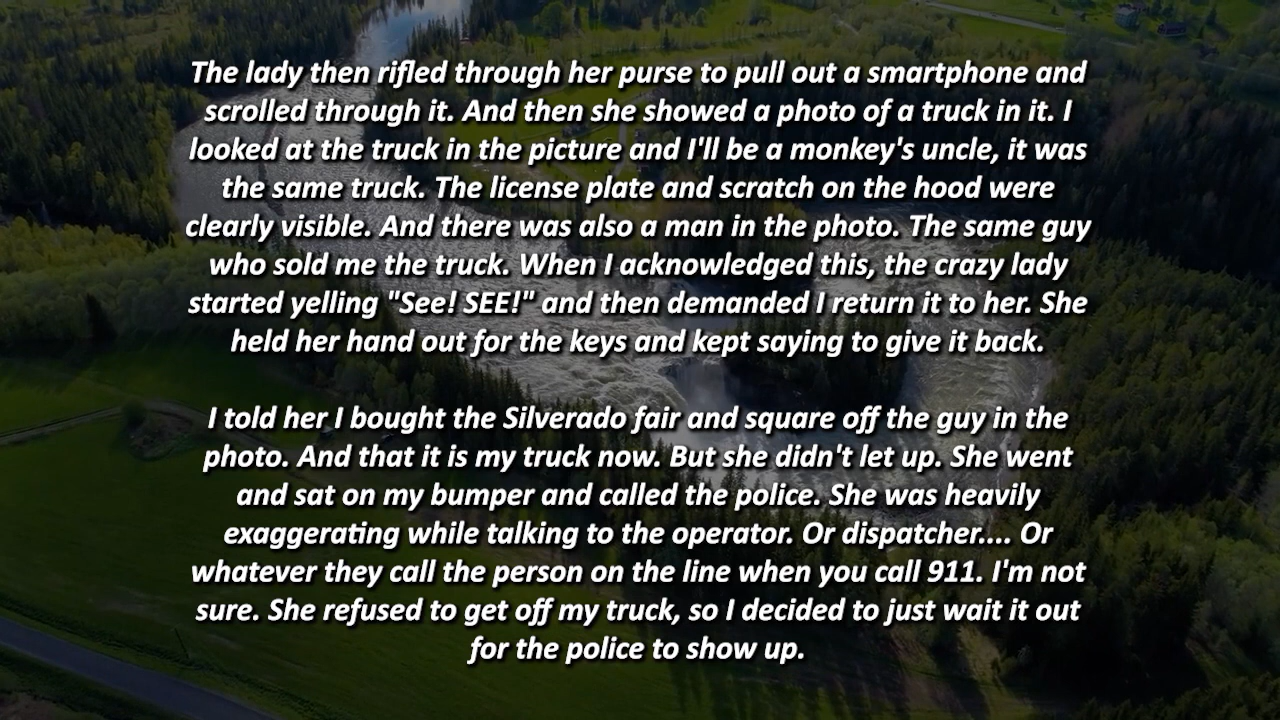 The lady then rifled through her purse to pull out a smartphone and
scrolled through it. And then she showed a photo of a truck in it. I
looked at the truck in the picture and I'll be a monkey's uncle, it was
the same truck. The license plate and scratch on the hood were
clearly visible. And there was also a man in the photo. The same guy
who sold me the truck. When I acknowledged this, the crazy lady
started yelling "See! SEE!" and then demanded I return it to her. She
held her hand out for the keys and kept saying to give it back.
I told her I bought the Silverado fair and square off the guy in the
photo. And that it is my truck now. But she didn't let up. She went
and sat on my bumper and called the police. She was heavily
exaggerating while talking to the operator. Or dispatcher.... Or
whatever they call the person on the line when you call 911. I'm not
sure. She refused to get off my truck, so I decided to just wait it out
for the police to show up.